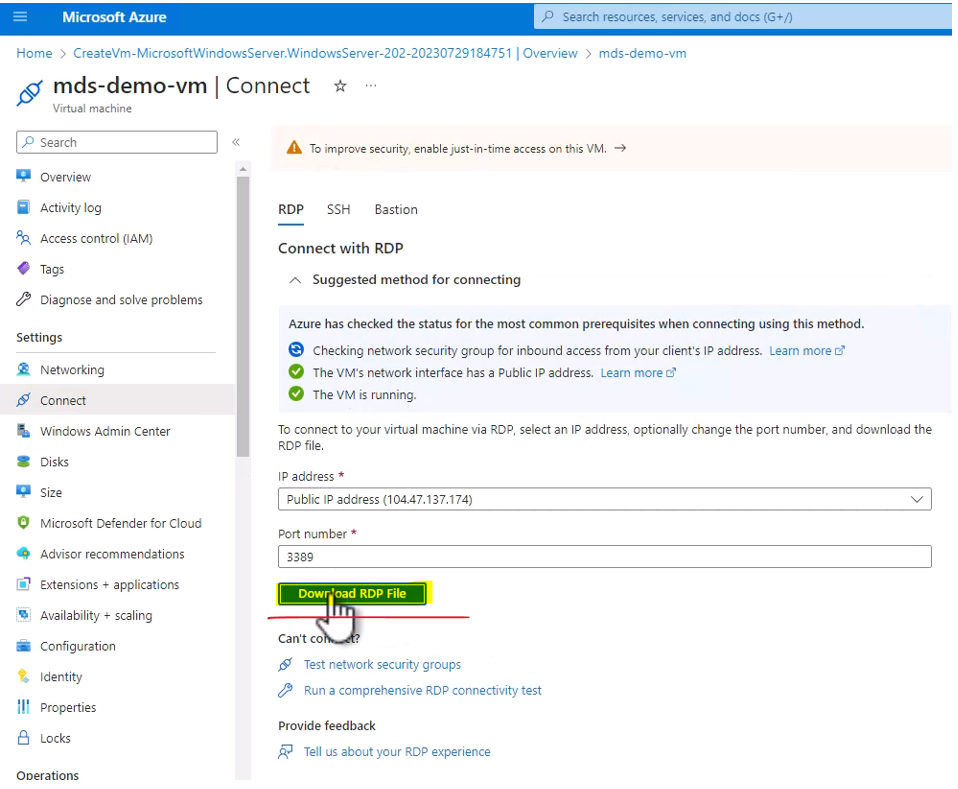 Microsoft Azure
Search resources, services, and docs (G+/)
Home > CreateVm-MicrosoftWindowsServer.WindowsServer-202-20230729184751 | Overview > mds-demo-vm
mds-demo-vm | Connect
Virtual machine
Search
Overview
Activity log
Access control (IAM)
Tags
Diagnose and solve problems
Settings
Networking
Connect
Windows Admin Center
Disks
Size
Microsoft Defender for Cloud
Advisor recommendations
Extensions + applications
Availability + scaling
Configuration
Identity
Properties
Locks
Operations
To improve security, enable just-in-time access on this VM. →
RDP SSH Bastion
Connect with RDP
Suggested method for connecting
Azure has checked the status for the most common prerequisites when connecting using this method.
Checking network security group for inbound access from your client's IP address. Learn more
The VM's network interface has a Public IP address. Learn more
The VM is running.
To connect to your virtual machine via RDP, select an IP address, optionally change the port number, and download the
RDP file.
IP address *
Public IP address (104.47.137.174)
Port number *
3389
Download RDP File
Can't connect?
Test network security groups
Run a comprehensive RDP connectivity test
Provide feedback
Tell us about your RDP experience